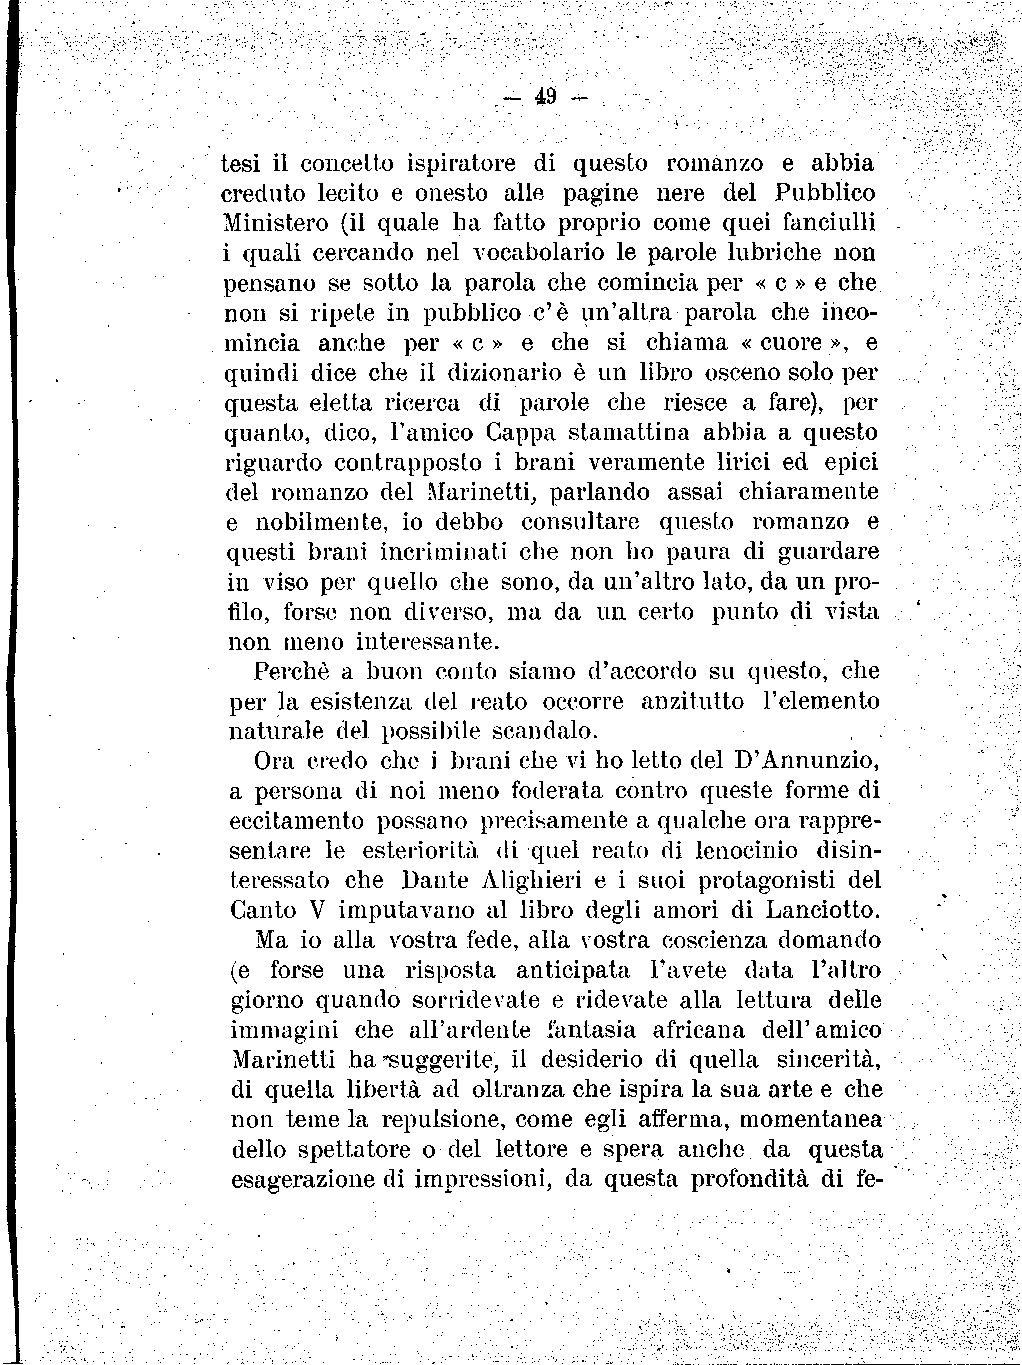 — 49 —
tesi il concetto ispiratore di questo romanzo e abbia
creduto lecito e onesto alle pagine nere del Pubblico
Ministero (il quale ha fatto proprio come quei fanciulli
i quali cercando nel vocabolario le parole lubriche non
pensano se sotto la parola che comincia per « c » e che
non si ripete in pubblico c'è un'altra parola che inco-
mincia anche per « c » e che si chiama « cuore », e
quindi dice che il dizionario è un libro osceno solo per
questa eletta ricerca di parole che riesce a fare), per
quanto, dico, l'amico Cappa stamattina abbia a questo
riguardo contrapposto i brani veramente lirici ed epici
del romanzo del Marinetti, parlando assai chiaramente
e nobilmente, io debbo consultare questo romanzo e
questi brani incriminati che non ho paura di guardare
in viso per quello che sono, da un'altro lato, da un pro-
filo, forse non diverso, ma da un certo punto di vista
non meno interessante.
Perchè a buon conto siamo d'accordo su questo, che
per la esistenza del reato occorre anzitutto l'elemento
naturale del possibile scandalo.
Ora credo che i brani che vi ho letto del D'Annunzio,
a persona di noi meno foderata contro queste forme di
eccitamento possano precisamente a qualche ora rappre-
sentare le esteriorità di quel reato di lenocinio disin-
teressato che Dante Alighieri e i suoi protagonisti del
Canto V imputavano al libro degli amori di Lanciotto.
Ma io alla vostra fede, alla vostra coscienza domando
(e forse una risposta anticipata l'avete data l'altro
giorno quando sorridevate e ridevate alla lettura delle
immagini che all'ardente fantasia africana dell'amico
Marinetti ha suggerite, il desiderio di quella sincerità,
di quella libertà ad oltranza che ispira la sua arte e che
non teme la repulsione, come egli afferma, momentanea
dello spettatore o del lettore e spera anche da questa
esagerazione di impressioni, da questa profondità di fe-